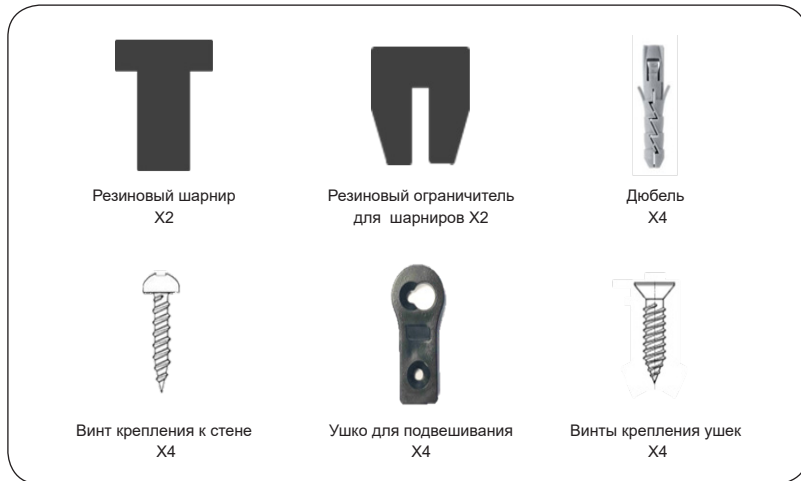 Резиновый шарнир
X2
Резиновый ограничитель
для шарниров X2
Дюбель
X4
Винт крепления к стене
X4
Ушко для подвешивания
X4
Винты крепления ушек
X4